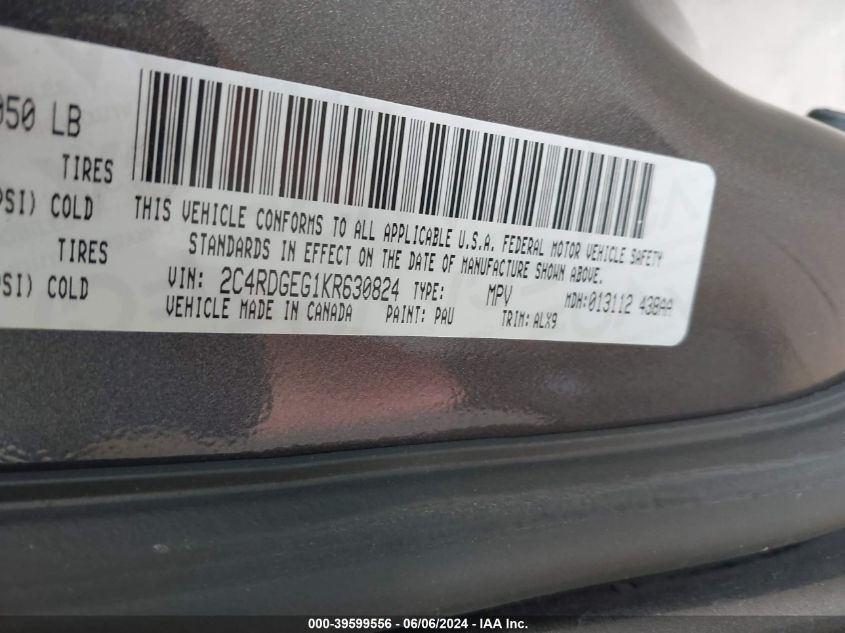 050 LB
TIRES
PSI) COLD
TIRES
PSI) COLD
THIS VEHICLE CONFORMS TO ALL APPLICABLE U.S.A. FEDERAL MOTOR VEHICLE SAFETY
STANDARDS IN EFFECT ON THE DATE OF MANUFACTURE SHOWN ABOVE.
VIN: 2C4RDGEG1KR630824 TYPE: MPV MDH:013112 438AA
VEHICLE MADE IN CANADA PAINT: PAU TRIM: ALX9
000-39599556 - 06/06/2024 - IAA Inc.